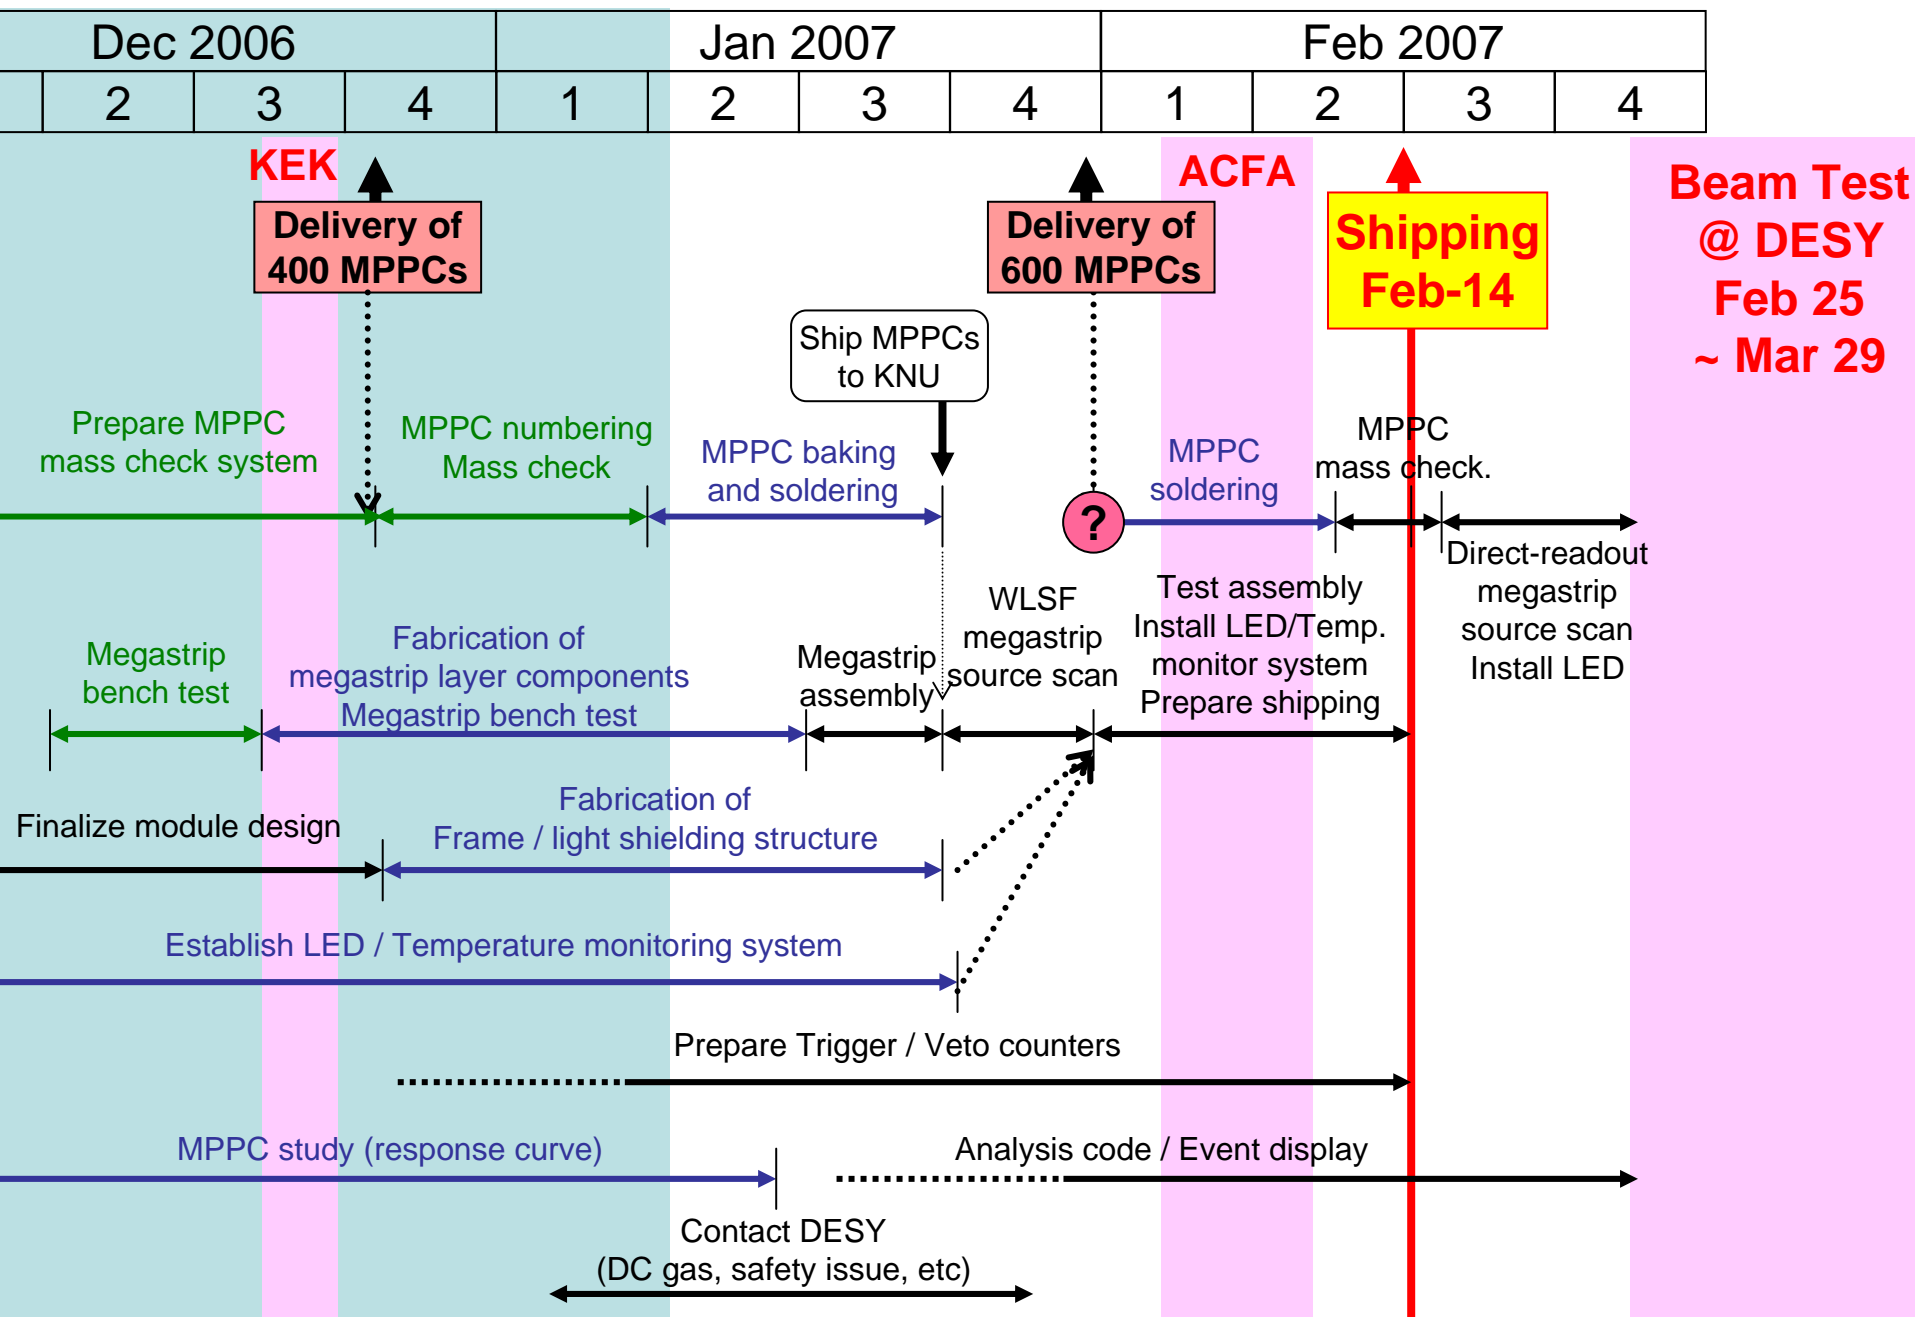 Dec 2006
Jan 2007
Feb 2007
2
3
4
1
2
3
4
1
2
3
4
KEK
ACFA
Beam Test
@ DESY
Feb 25
~ Mar 29
Delivery of
400 MPPCs
Delivery of
600 MPPCs
Shipping
Feb-14
Ship MPPCs
to KNU
Prepare MPPC
mass check system
MPPC numbering
Mass check
MPPC baking
and soldering
?
MPPC
soldering
MPPC
mass check.
Direct-readout
megastrip
source scan
Install LED
Megastrip
bench test
Fabrication of
megastrip layer components
Megastrip bench test
Megastrip
assembly
WLSF
megastrip
source scan
Test assembly
Install LED/Temp.
monitor system
Prepare shipping
Finalize module design
Fabrication of
Frame / light shielding structure
Establish LED / Temperature monitoring system
Prepare Trigger / Veto counters
MPPC study (response curve)
Analysis code / Event display
Contact DESY
(DC gas, safety issue, etc)